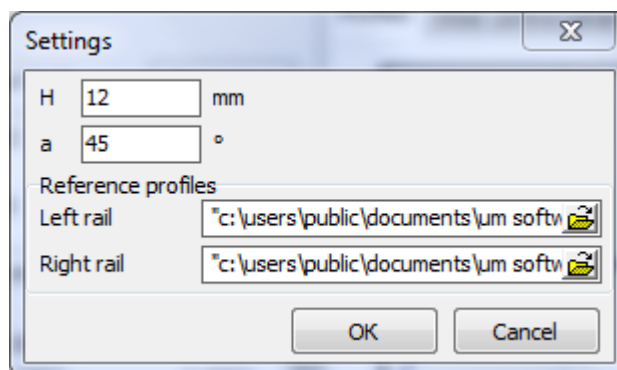 Settings
H 12 mm
a 45 °
Reference profiles
Left rail "c:\users\public\documents\um softw
Right rail "c:\users\public\documents\um softw
OK Cancel